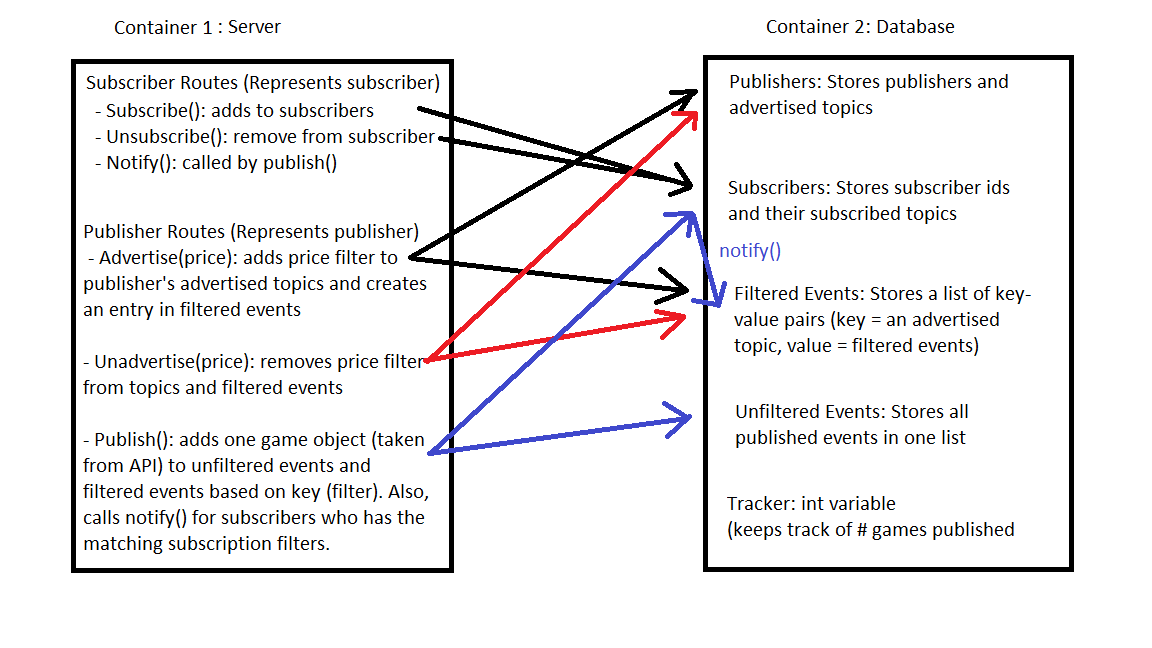 Container 1 : Server
Subscriber Routes (Represents subscriber)
- Subscribe(): adds to subscribers
- Unsubscribe(): remove from subscriber
- Notify(): called by publish()
Publisher Routes (Represents publisher)
- Advertise(price): adds price filter to
publisher's advertised topics and creates
an entry in filtered events
- Unadvertise(price): removes price filter
from topics and filtered events
- Publish(): adds one game object (taken
from API) to unfiltered events and
filtered events based on key (filter). Also,
calls notify() for subscribers who has the
matching subscription filters.
Container 2: Database
Publishers: Stores publishers and
advertised topics
Subscribers: Stores subscriber ids
and their subscribed topics
notify()
Filtered Events: Stores a list of key-
value pairs (key = an advertised
topic, value = filtered events)
Unfiltered Events: Stores all
published events in one list
Tracker: int variable
(keeps track of # games published